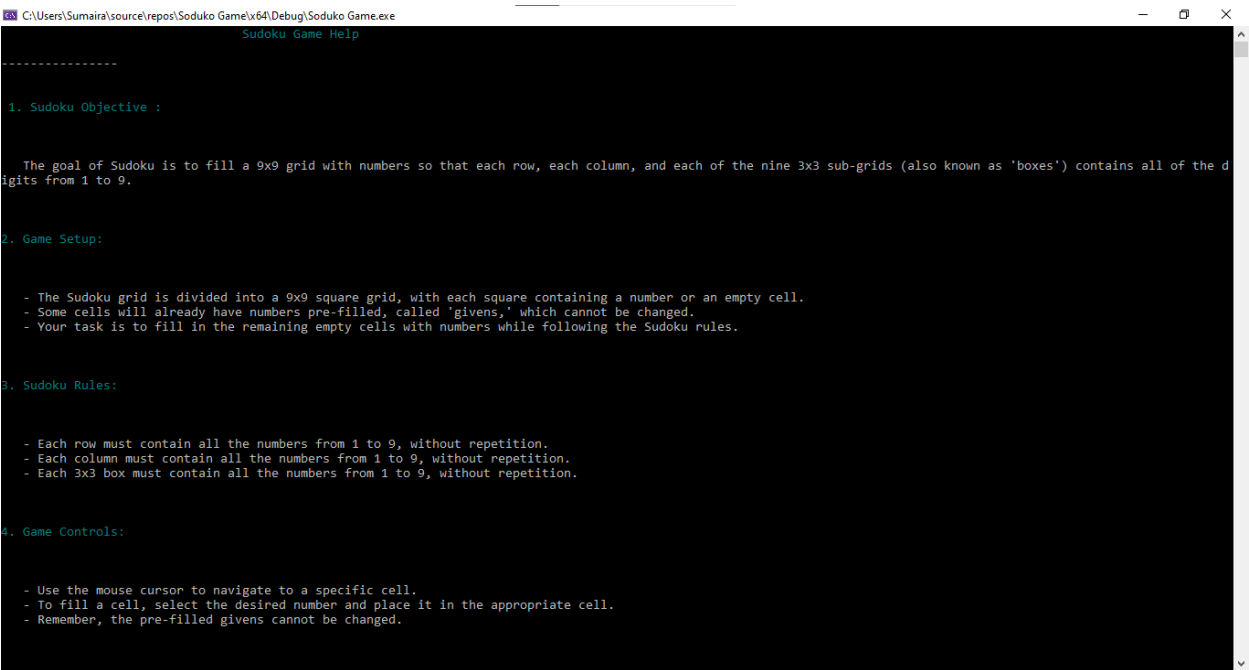 C:\Users\Sumaira\source\repos\Soduko Game\x64\Debug\Soduko Game.exe
Sudoku Game Help
----------------
1. Sudoku Objective :
The goal of Sudoku is to fill a 9x9 grid with numbers so that each row, each column, and each of the nine 3x3 sub-grids (also known as 'boxes') contains all of the d
igits from 1 to 9.
2. Game Setup:
- The Sudoku grid is divided into a 9x9 square grid, with each square containing a number or an empty cell.
- Some cells will already have numbers pre-filled, called 'givens,' which cannot be changed.
- Your task is to fill in the remaining empty cells with numbers while following the Sudoku rules.
3. Sudoku Rules:
- Each row must contain all the numbers from 1 to 9, without repetition.
- Each column must contain all the numbers from 1 to 9, without repetition.
- Each 3x3 box must contain all the numbers from 1 to 9, without repetition.
4. Game Controls:
- Use the mouse cursor to navigate to a specific cell.
- To fill a cell, select the desired number and place it in the appropriate cell.
- Remember, the pre-filled givens cannot be changed.